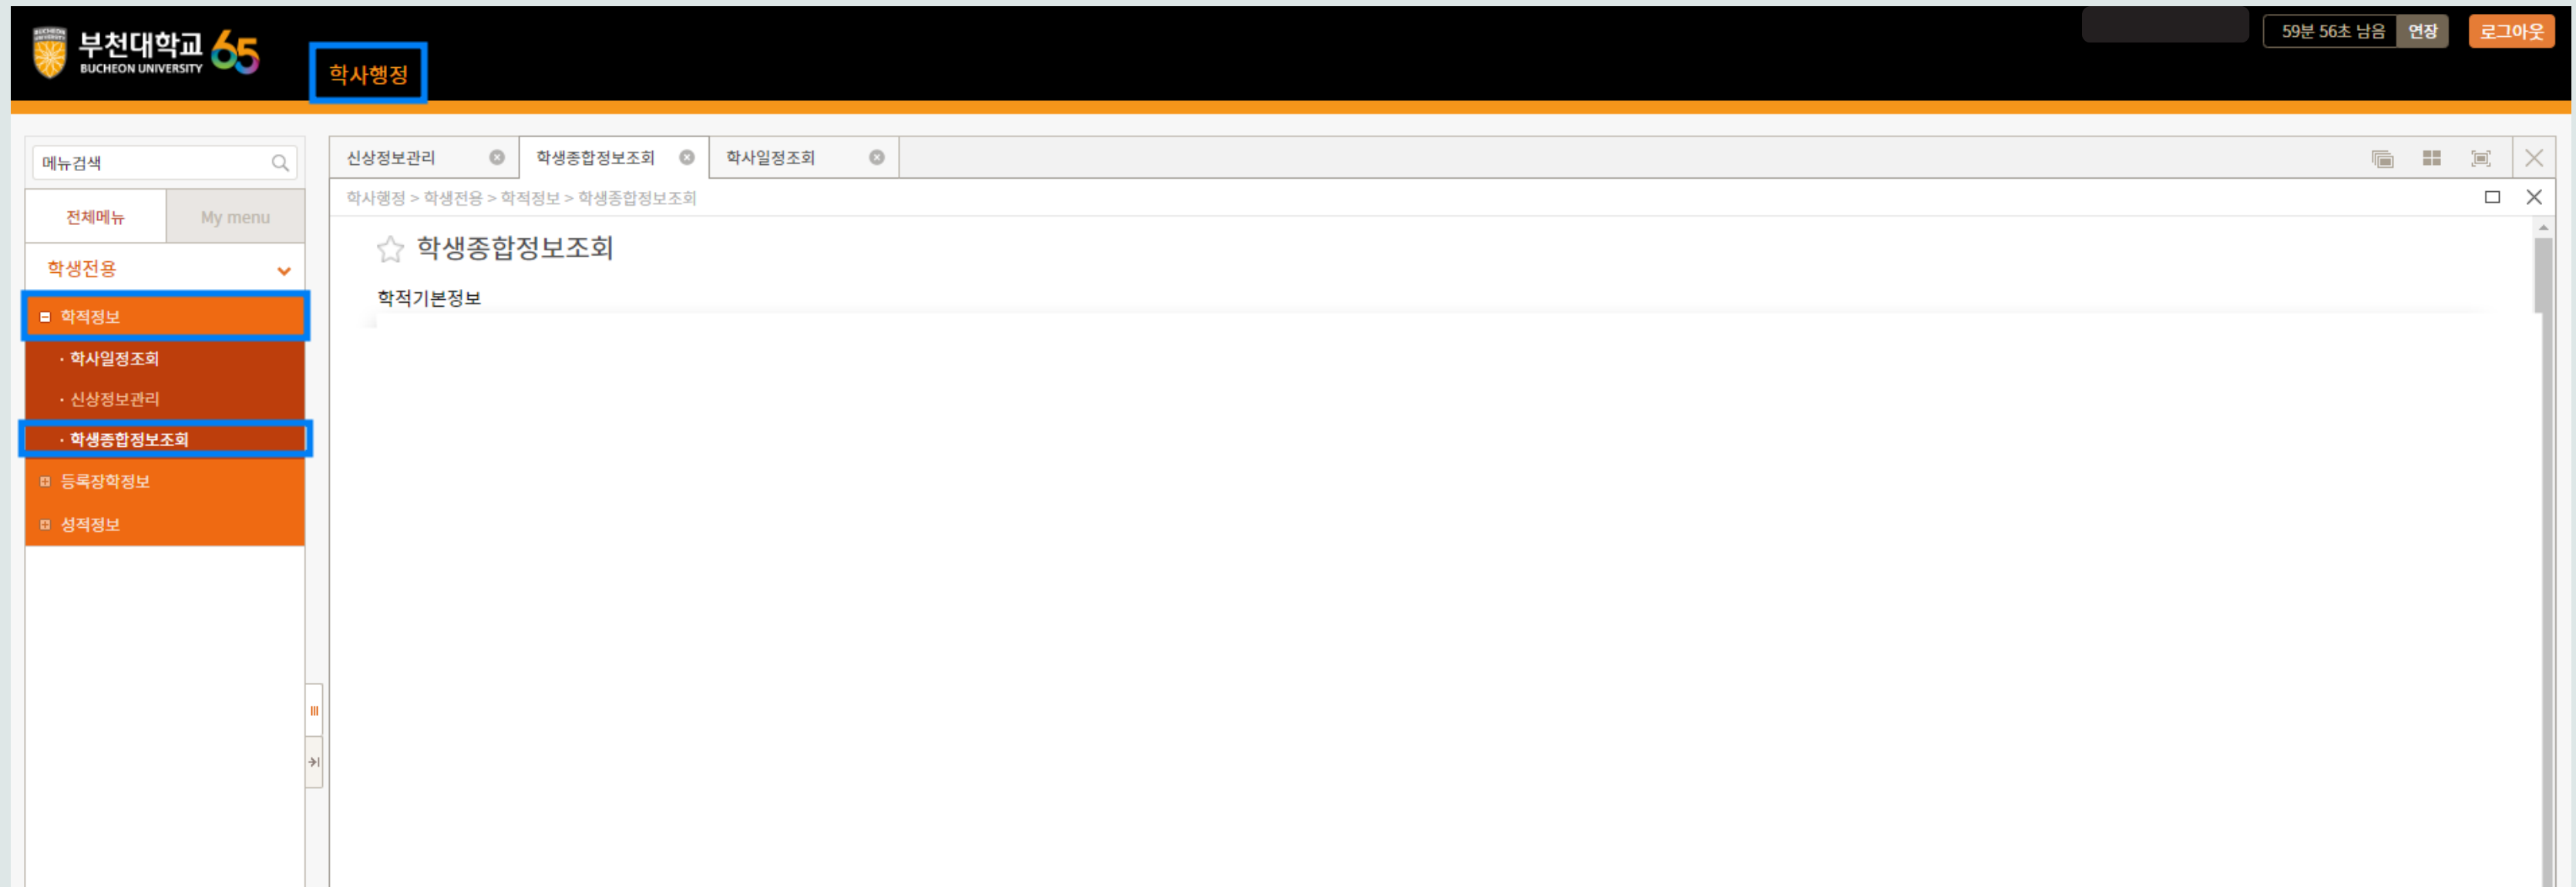 부천대학교 65
BUCHEON UNIVERSITY
학사행정
59분 56초 남음 연장 로그아웃
메뉴검색
전체메뉴 My menu
학생전용
학적정보
· 학사일정조회
· 신상정보관리
· 학생종합정보조회
등록장학정보
성적정보
신상정보관리 학생종합정보조회 학사일정조회
학사행정 > 학생전용 > 학적정보 > 학생종합정보조회
학생종합정보조회
학적기본정보